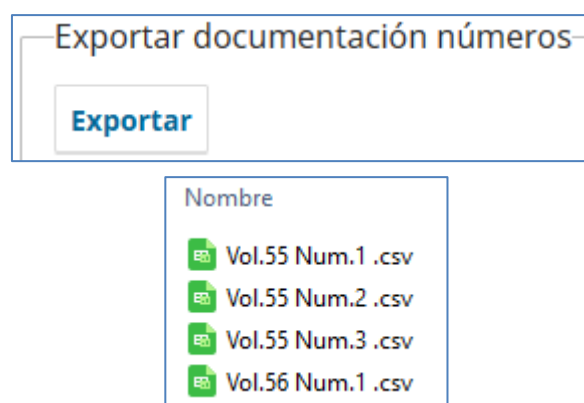 Exportar documentación números
Exportar
Nombre
Vol.55 Num.1 .csv
Vol.55 Num.2 .csv
Vol.55 Num.3 .csv
Vol.56 Num.1 .csv